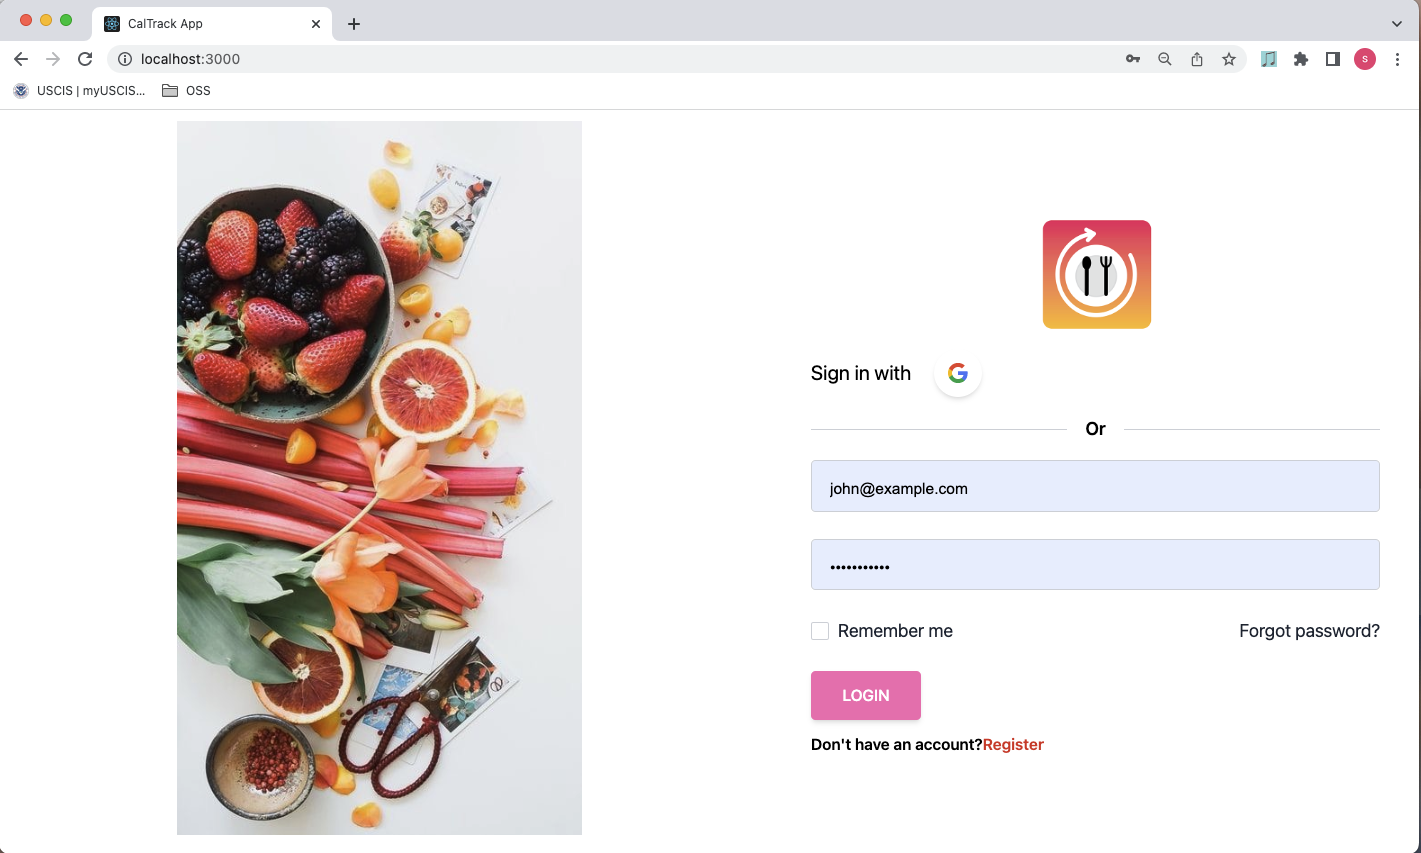 CalTrack App
localhost:3000
S
USCIS | myUSCIS...
OSS
Sign in with
Or
john@example.com
•••••••••••
Remember me
Forgot password?
LOGIN
Don't have an account?Register